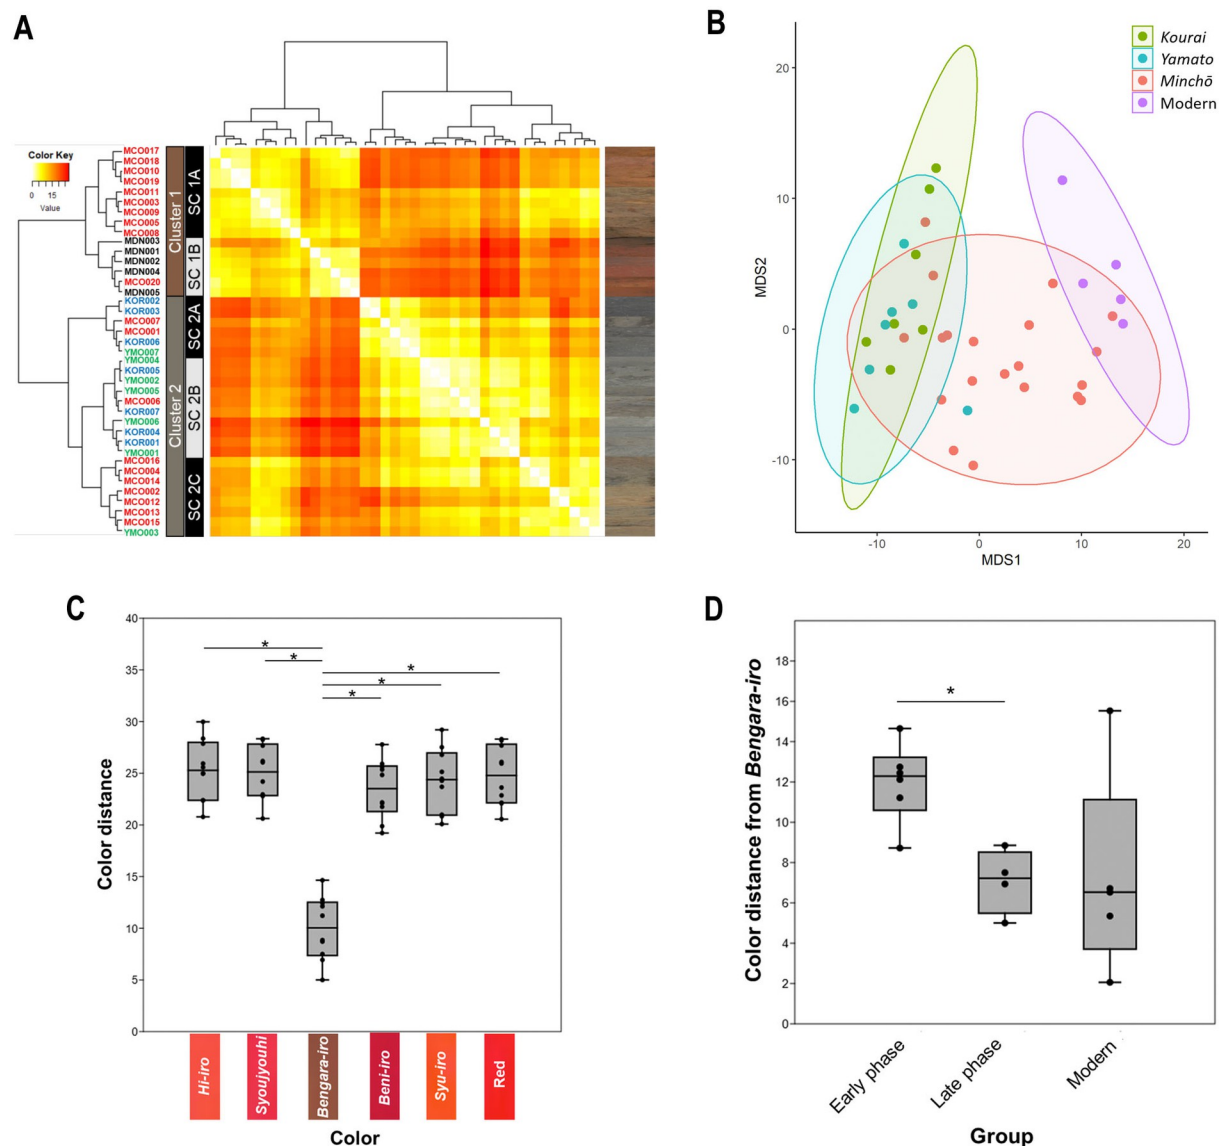 A
Color Key
0 15
Value
MCO017
MCO018
MCO010
MCO019
MCO011
MCO003
MCO009
MCO005
MCO008
MDN003
MDN001
MDN002
MDN004
MCO020
MDN005
KOR002
KOR003
MCO007
MCO001
KOR006
YMO007
YMO004
KOR005
YMO002
YMO005
MCO006
KOR007
YMO006
KOR004
KOR001
YMO001
MCO016
MCO004
MCO014
MCO002
MCO012
MCO013
MCO015
YMO003
Cluster 1
Cluster 2
SC 1A
SC 1B
SC 2A
SC 2B
SC 2C
B
Kourai
Yamato
Minchō
Modern
MDS2
20
10
0
-10
-10 0 10 20
MDS1
C
Color distance
40
35
30
25
20
15
10
5
0
* 
*
*
*
*
Hi-iro
Syoujyouhi
Bengara-iro
Beni-iro
Syu-iro
Red
Color
D
Color distance from Bengara-iro
18
16
14
12
10
8
6
4
2
0
*
Early phase
Late phase
Modern
Group